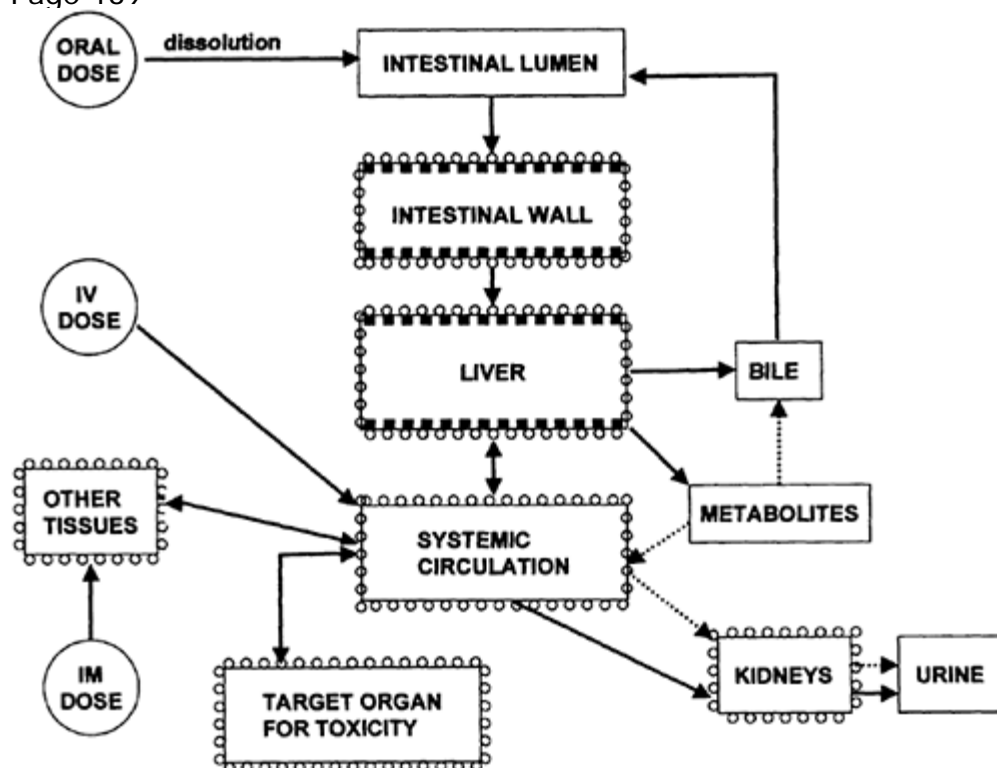 ORAL
DOSE
dissolution
INTESTINAL LUMEN
INTESTINAL WALL
IV
DOSE
LIVER
BILE
OTHER
TISSUES
METABOLITES
SYSTEMIC
CIRCULATION
IM
DOSE
TARGET ORGAN
FOR TOXICITY
KIDNEYS
URINE